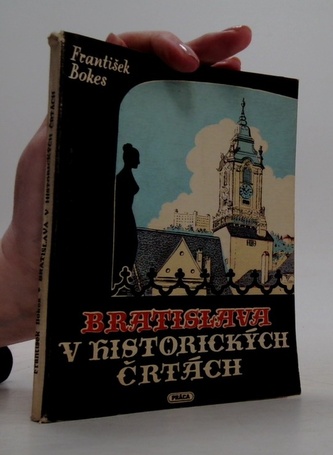 František
Bokes
BRATISLAVA
V HISTORICKÝCH
ČRTÁCH
PRÁCA
František Bokes • BRATISLAVA V HISTORICKÝCH ČRTÁCH